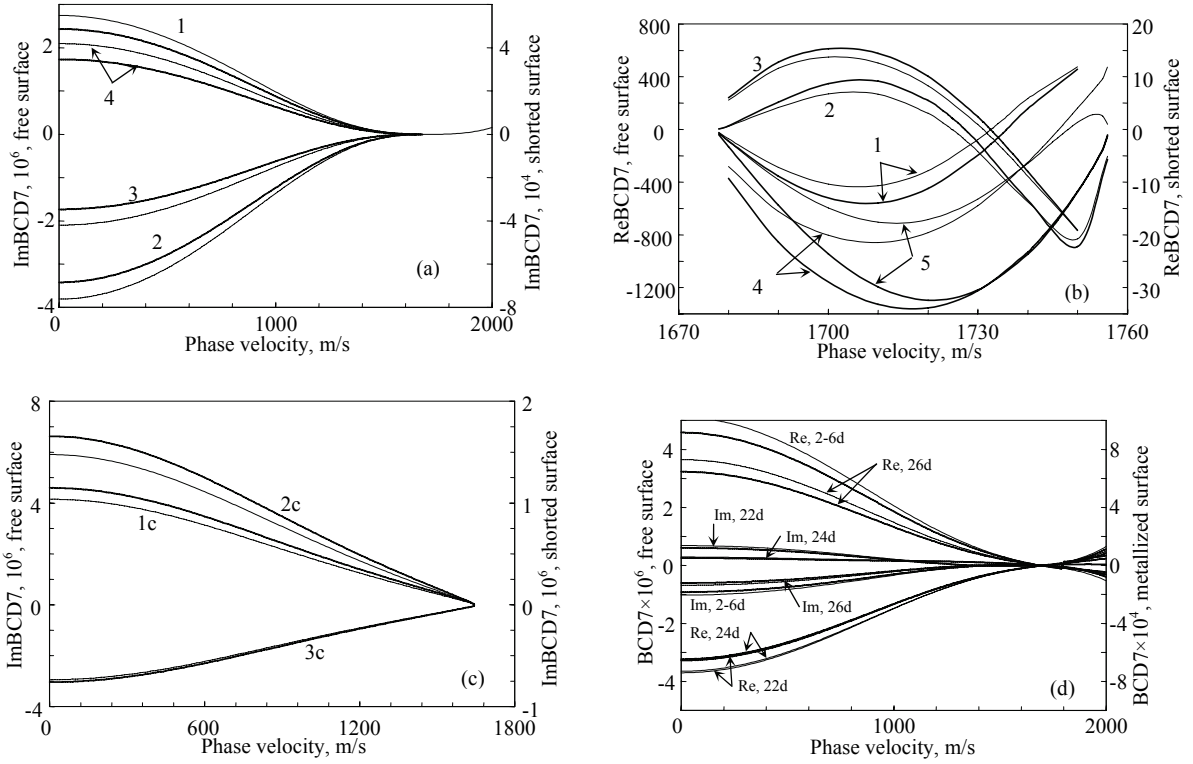 ImBCD7, 10⁶, free surface
2
0
-2
-4
4
0
-4
-8
ImBCD7, 10⁴, shorted surface
1
4
3
2
(a)
0
1000
2000
Phase velocity, m/s
ReBCD7, free surface
800
400
0
-400
-800
-1200
20
10
0
-10
-20
-30
ReBCD7, shorted surface
3
2
1
4
5
(b)
1670
1700
1730
1760
Phase velocity, m/s
ImBCD7, 10⁶, free surface
8
4
0
-4
2
1
0
-1
ImBCD7, 10⁶, shorted surface
2c
1c
3c
(c)
0
600
1200
1800
Phase velocity, m/s
BCD7×10⁶, free surface
4
2
0
-2
-4
8
4
0
-4
-8
BCD7×10⁴, metallized surface
Re, 2-6d
Re, 26d
Im, 22d
Im, 24d
Im, 2-6d
Im, 26d
Re, 24d
Re, 22d
(d)
0
1000
2000
Phase velocity, m/s